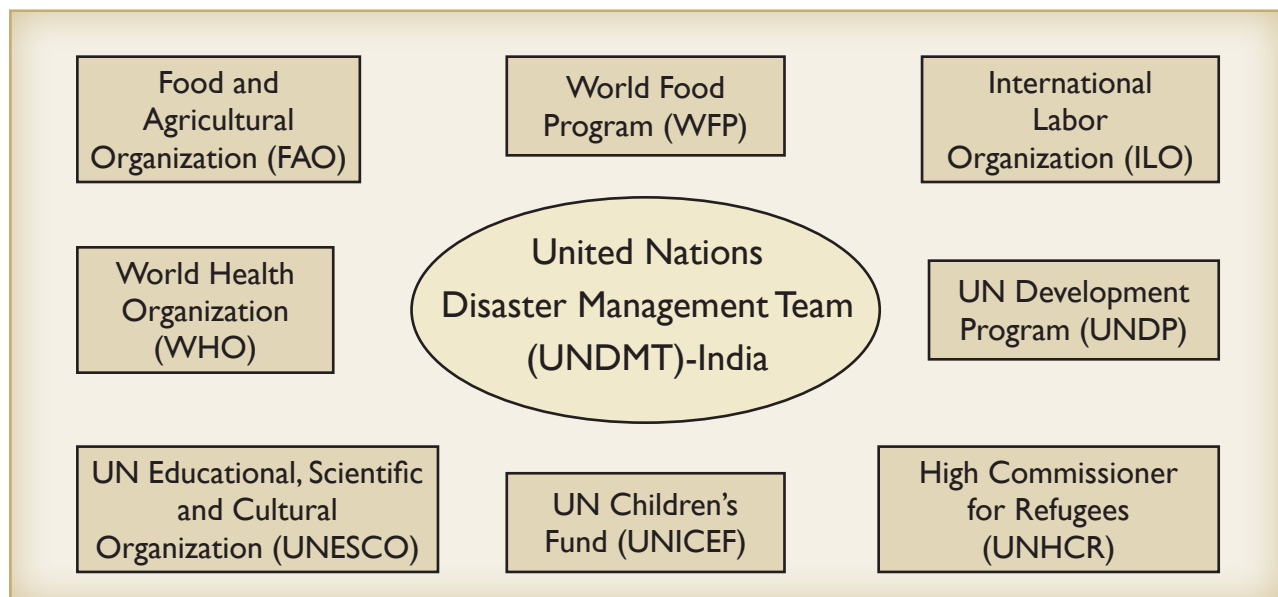 Food and
Agricultural
Organization (FAO)
World Food
Program (WFP)
International
Labor
Organization (ILO)
World Health
Organization
(WHO)
United Nations
Disaster Management Team
(UNDMT)-India
UN Development
Program (UNDP)
UN Educational, Scientific
and Cultural
Organization (UNESCO)
UN Children's
Fund (UNICEF)
High Commissioner
for Refugees
(UNHCR)